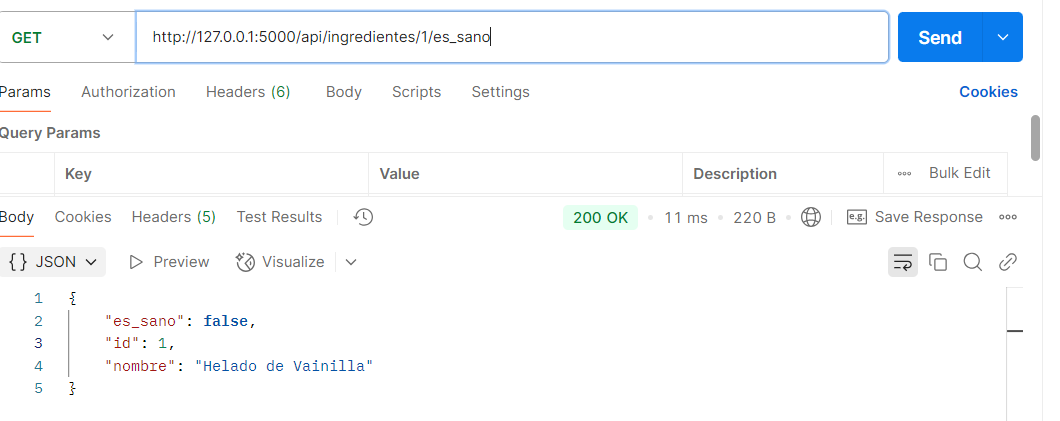 GET http://127.0.0.1:5000/api/ingredientes/1/es_sano Send
Params Authorization Headers (6) Body Scripts Settings Cookies
Query Params
Key Value Description Bulk Edit
Body Cookies Headers (5) Test Results 200 OK 11 ms 220 B e.g. Save Response
{} JSON Preview Visualize
1 {
2 "es_sano": false,
3 "id": 1,
4 "nombre": "Helado de Vainilla"
5 }